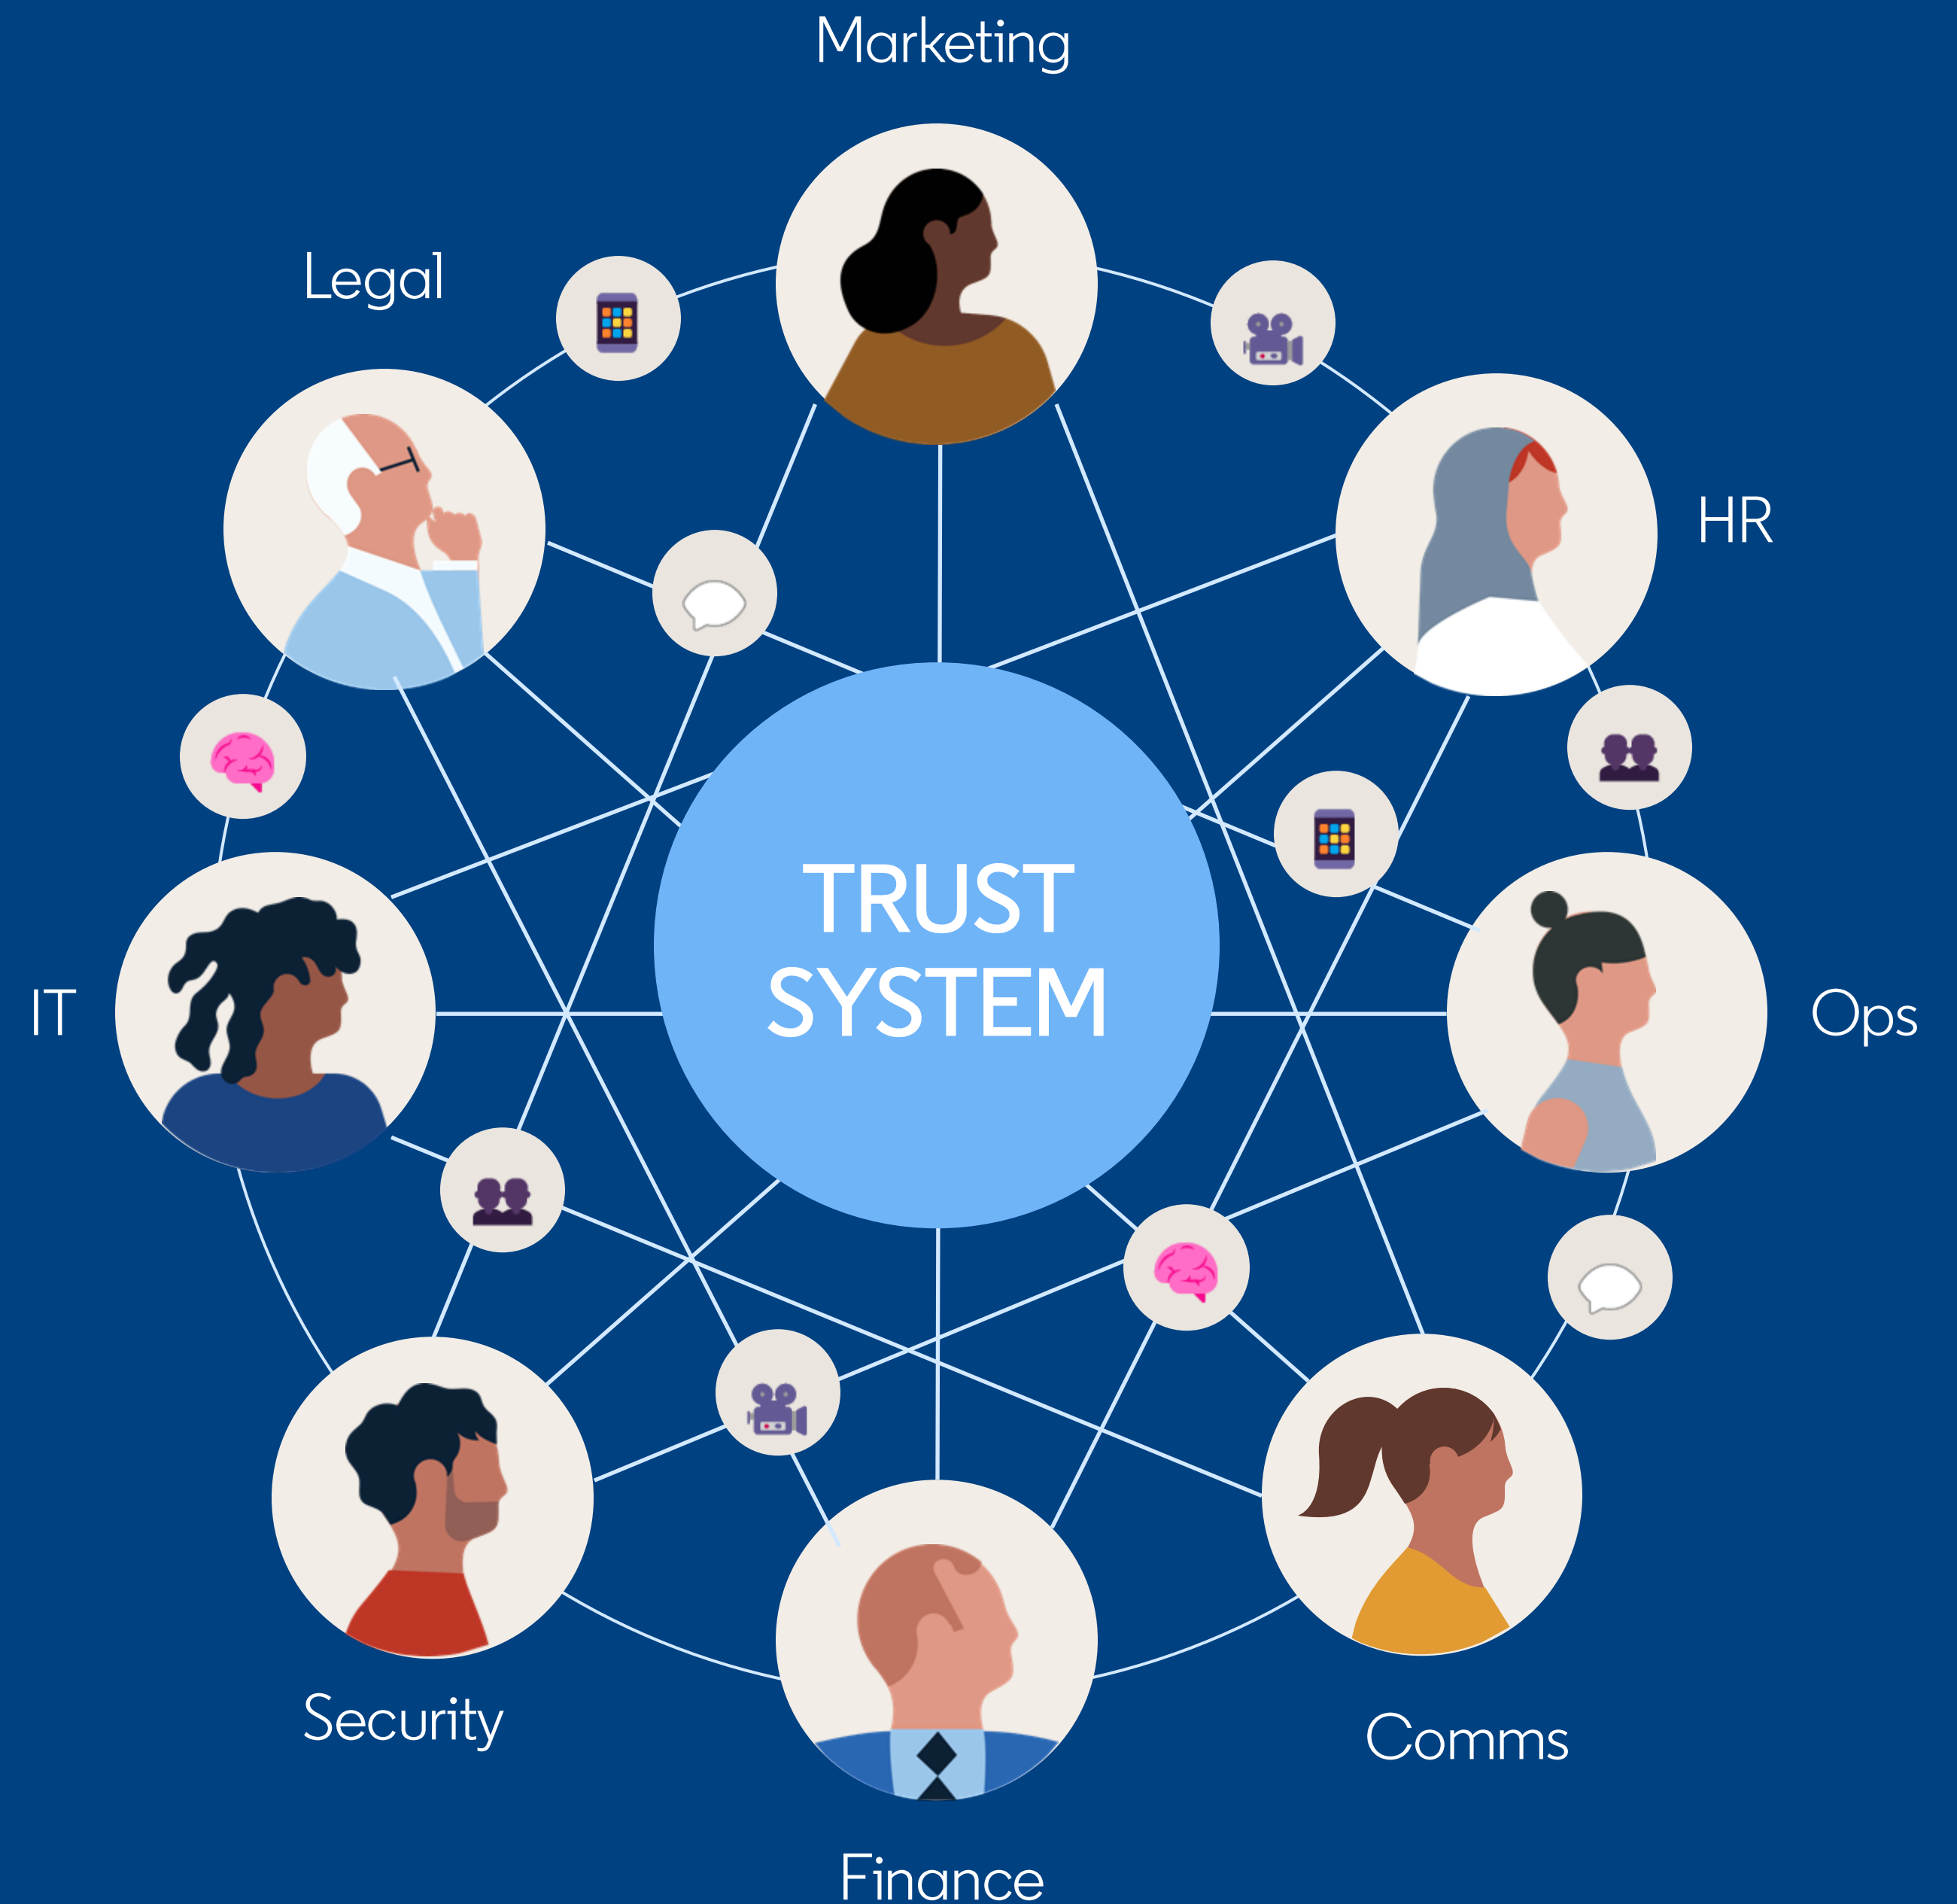 Marketing
Legal
HR
TRUST
SYSTEM
IT
Ops
Security
Comms
Finance